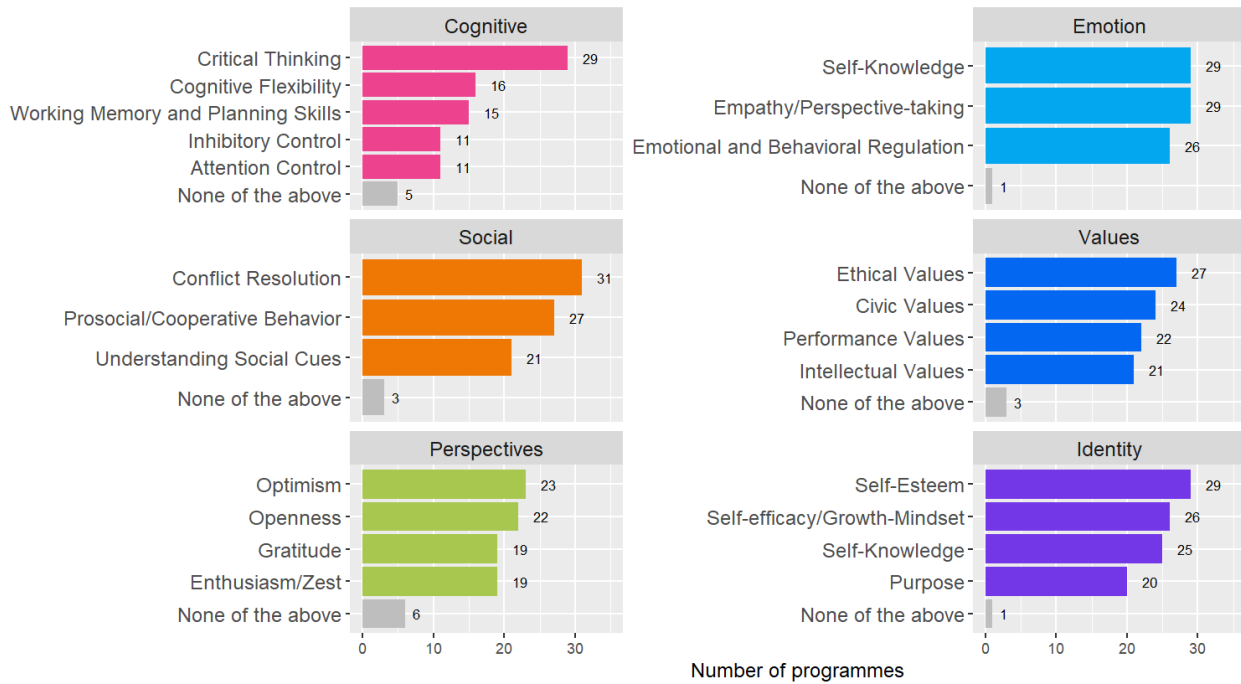 Cognitive
Critical Thinking 29
Cognitive Flexibility 16
Working Memory and Planning Skills 15
Inhibitory Control 11
Attention Control 11
None of the above 5
Emotion
Self-Knowledge 29
Empathy/Perspective-taking 29
Emotional and Behavioral Regulation 26
None of the above 1
Social
Conflict Resolution 31
Prosocial/Cooperative Behavior 27
Understanding Social Cues 21
None of the above 3
Values
Ethical Values 27
Civic Values 24
Performance Values 22
Intellectual Values 21
None of the above 3
Perspectives
Optimism 23
Openness 22
Gratitude 19
Enthusiasm/Zest 19
None of the above 6
0 10 20 30
Identity
Self-Esteem 29
Self-efficacy/Growth-Mindset 26
Self-Knowledge 25
Purpose 20
None of the above 1
0 10 20 30
Number of programmes